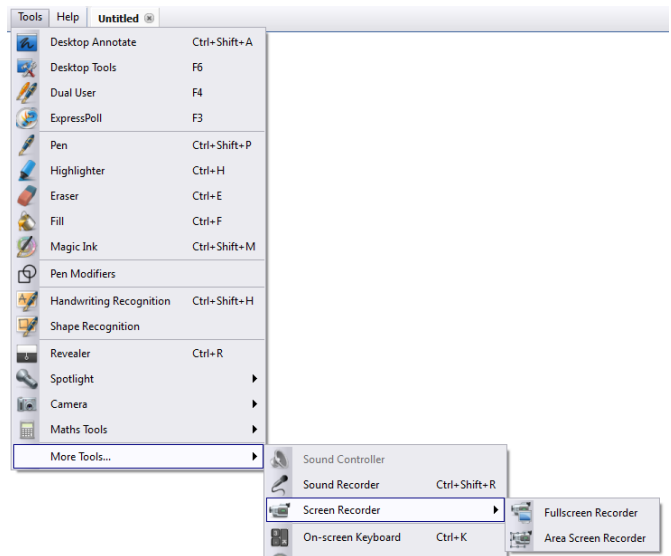 Tools Help Untitled
Desktop Annotate Ctrl+Shift+A
Desktop Tools F6
Dual User F4
ExpressPoll F3
Pen Ctrl+Shift+P
Highlighter Ctrl+H
Eraser Ctrl+E
Fill Ctrl+F
Magic Ink Ctrl+Shift+M
Pen Modifiers
Handwriting Recognition Ctrl+Shift+H
Shape Recognition
Revealer Ctrl+R
Spotlight
Camera
Maths Tools
More Tools...
Sound Controller
Sound Recorder Ctrl+Shift+R
Screen Recorder
On-screen Keyboard Ctrl+K
Fullscreen Recorder
Area Screen Recorder